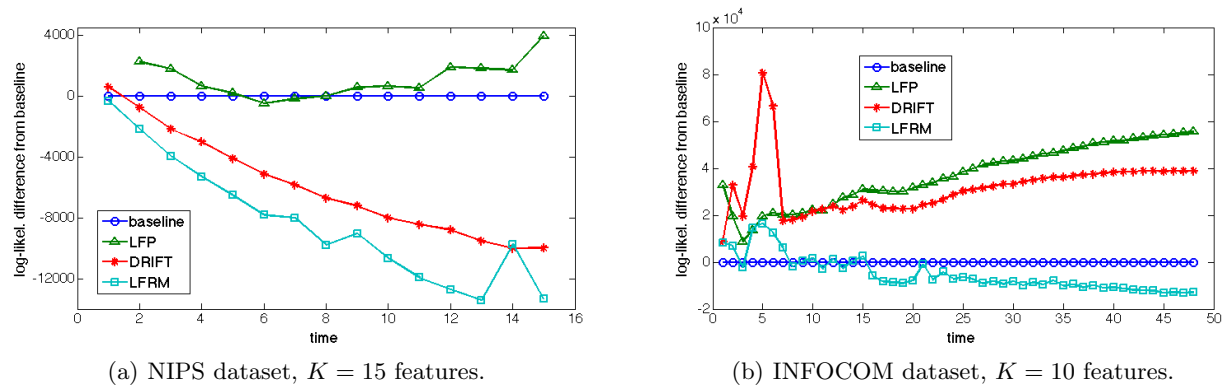 4000
0
-4000
-8000
-12000
log-likel. difference from baseline
baseline
LFP
DRIFT
LFRM
2 4 6 8 10 12 14 16
time
(a) NIPS dataset, K = 15 features.
x 10^4
10
8
6
4
2
0
-2
log-likel. difference from baseline
baseline
LFP
DRIFT
LFRM
0 5 10 15 20 25 30 35 40 45 50
time
(b) INFOCOM dataset, K = 10 features.